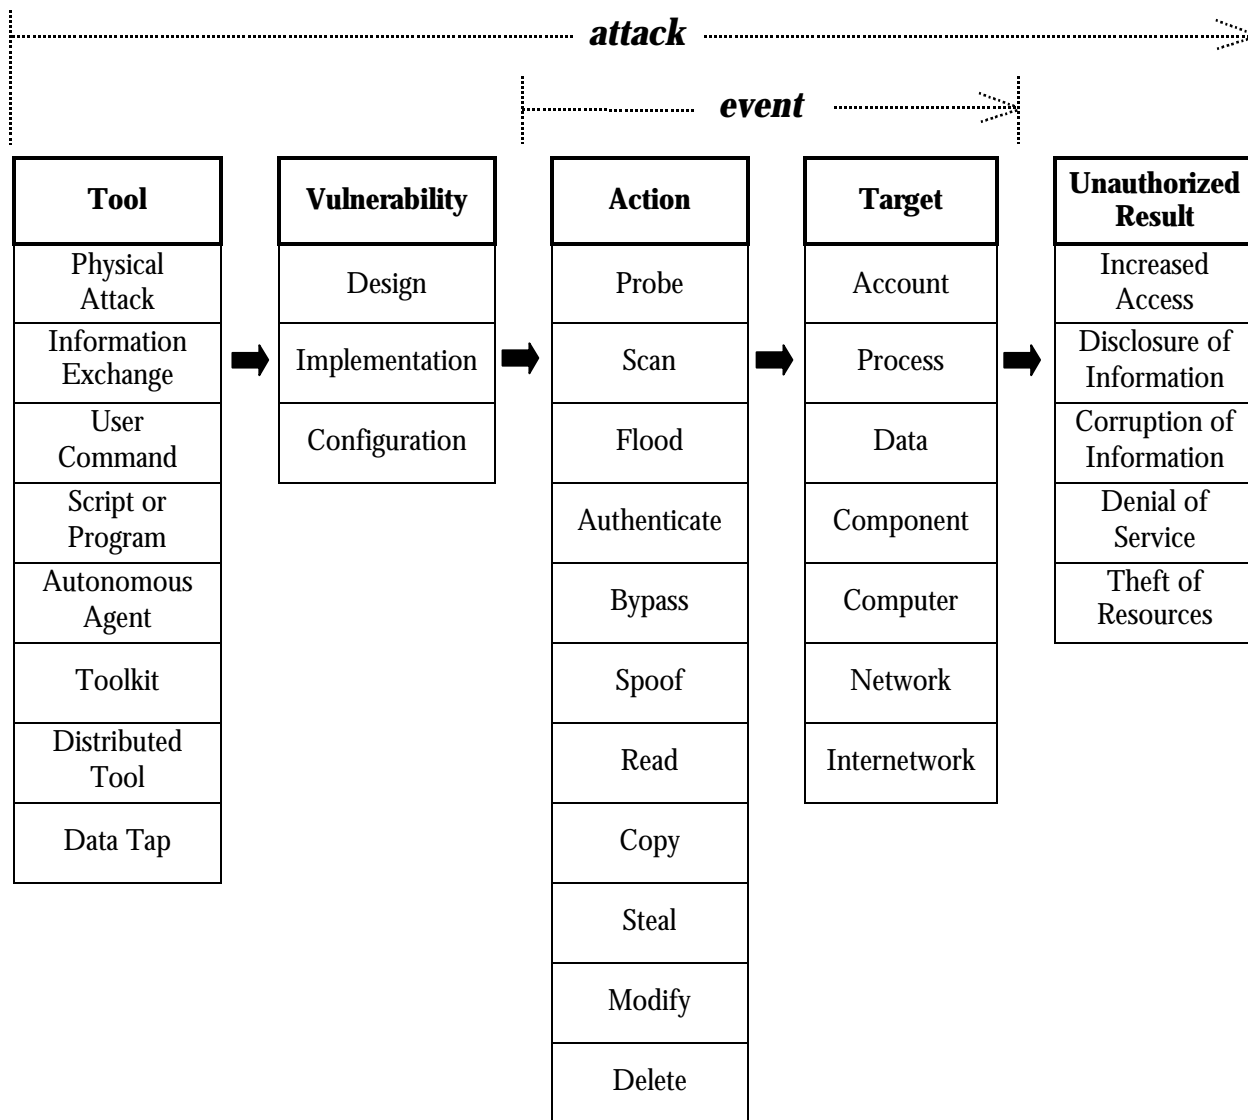 attack
event
Tool
Physical
Attack
Information
Exchange
User
Command
Script or
Program
Autonomous
Agent
Toolkit
Distributed
Tool
Data Tap
Vulnerability
Design
Implementation
Configuration
Action
Probe
Scan
Flood
Authenticate
Bypass
Spoof
Read
Copy
Steal
Modify
Delete
Target
Account
Process
Data
Component
Computer
Network
Internetwork
Unauthorized
Result
Increased
Access
Disclosure of
Information
Corruption of
Information
Denial of
Service
Theft of
Resources